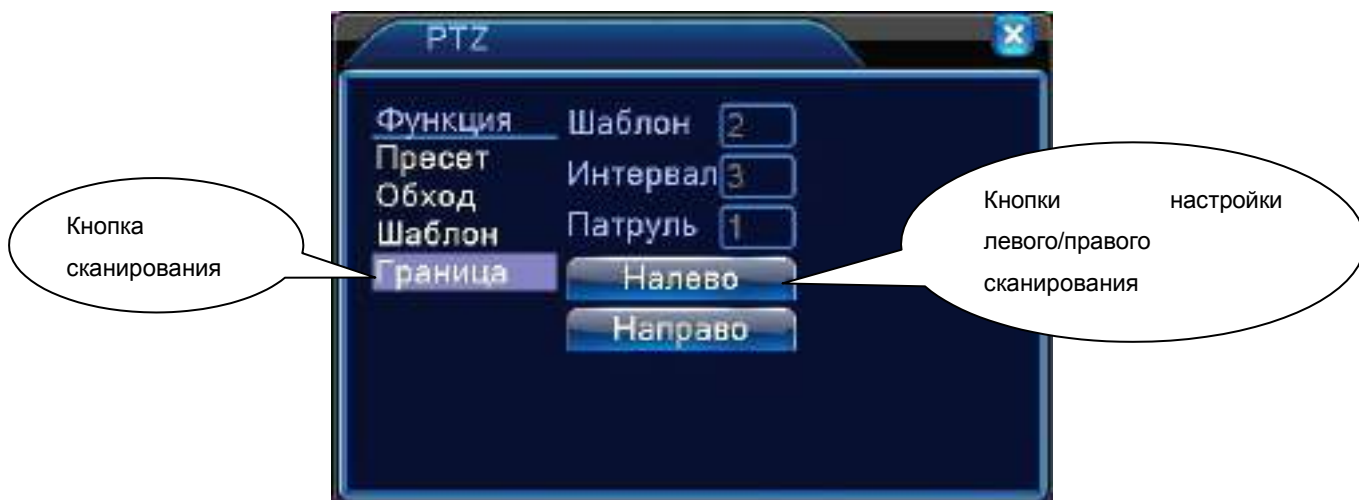 PTZ
Функция
Пресет
Обход
Шаблон
Граница
Шаблон 2
Интервал 3
Патруль 1
Налево
Направо
Кнопка
сканирования
Кнопки настройки
левого/правого
сканирования